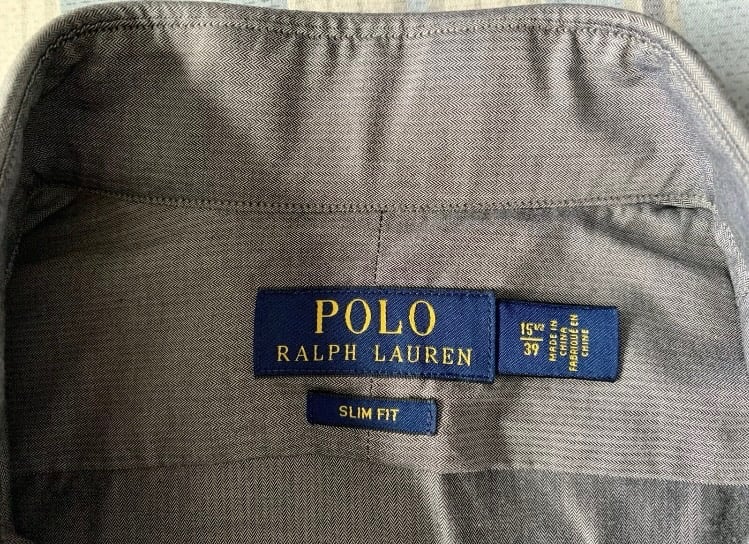 POLO
RALPH LAUREN
15 1/2
39
MADE IN
CHINA
FABRIQUÉ EN
CHINE
SLIM FIT